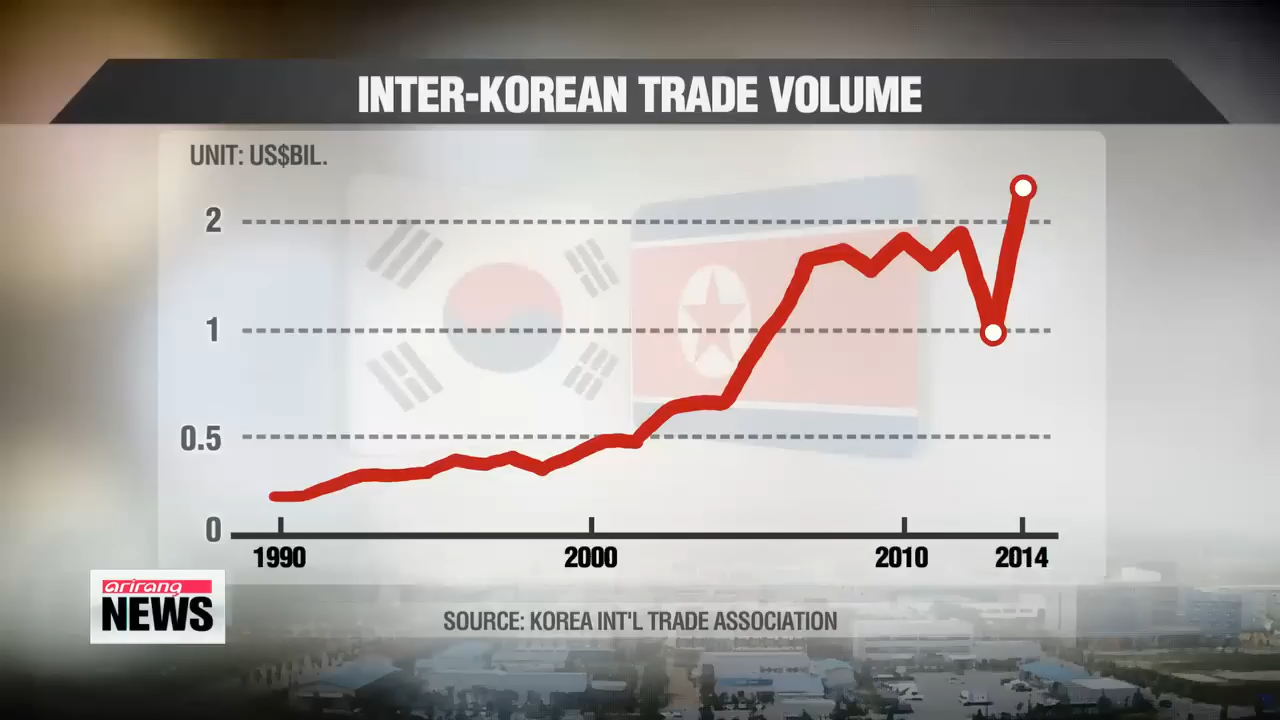 INTER-KOREAN TRADE VOLUME
UNIT: US$BIL.
2
1
0.5
0
1990 2000 2010 2014
arirang
NEWS
SOURCE: KOREA INT'L TRADE ASSOCIATION